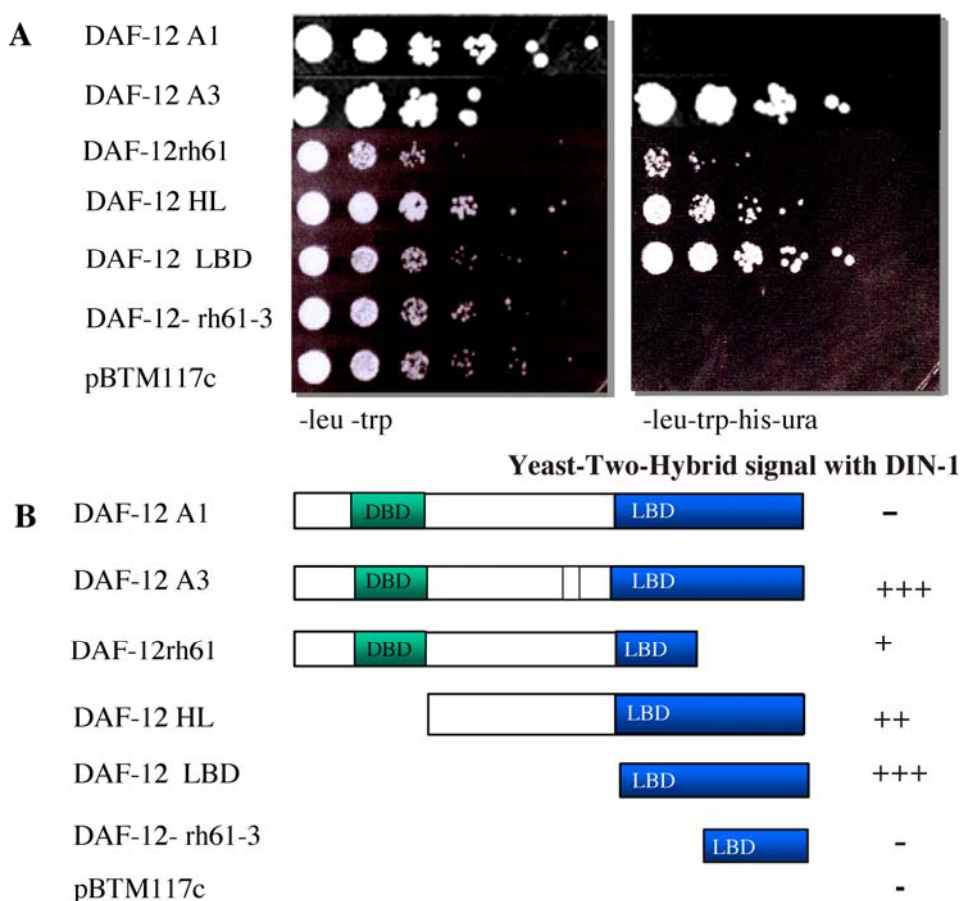 A
DAF-12 A1
DAF-12 A3
DAF-12rh61
DAF-12 HL
DAF-12 LBD
DAF-12- rh61-3
pBTM117c
-leu -trp
-leu-trp-his-ura
Yeast-Two-Hybrid signal with DIN-1
B
DAF-12 A1 DBD LBD -
DAF-12 A3 DBD LBD +++
DAF-12rh61 DBD LBD +
DAF-12 HL LBD ++
DAF-12 LBD LBD +++
DAF-12- rh61-3 LBD -
pBTM117c -